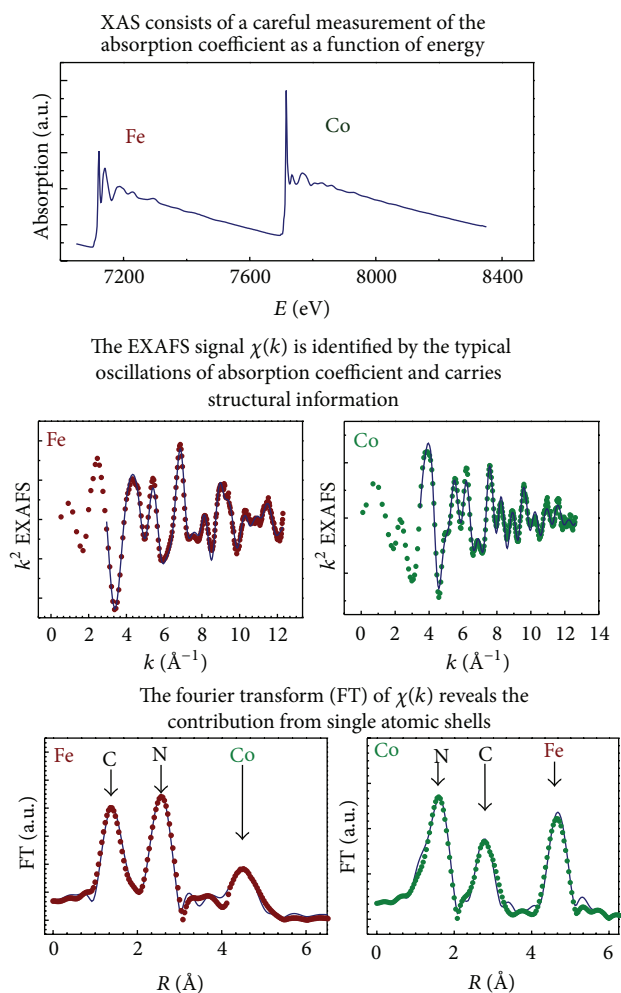 XAS consists of a careful measurement of the
absorption coefficient as a function of energy
Absorption (a.u.)
Fe
Co
7200
7600
8000
8400
E (eV)
The EXAFS signal χ(k) is identified by the typical
oscillations of absorption coefficient and carries
structural information
Fe
k² EXAFS
0 2 4 6 8 10 12
k (Å⁻¹)
Co
k² EXAFS
0 2 4 6 8 10 12 14
k (Å⁻¹)
The fourier transform (FT) of χ(k) reveals the
contribution from single atomic shells
Fe
C
N
Co
FT (a.u.)
0 2 4 6
R (Å)
Co
N
C
Fe
FT (a.u.)
0 2 4 6
R (Å)